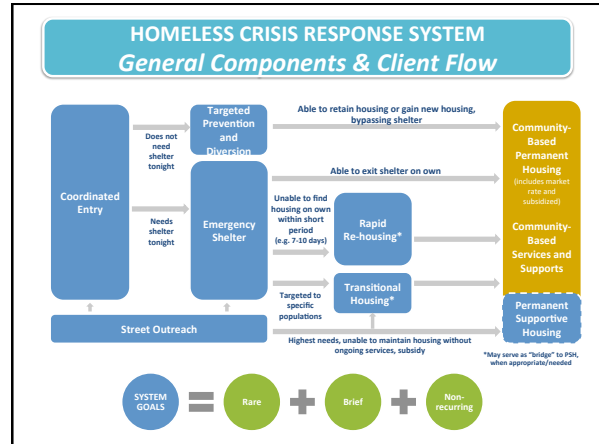 HOMELESS CRISIS RESPONSE SYSTEM
General Components & Client Flow
Coordinated
Entry
Does not
need
shelter
tonight
Needs
shelter
tonight
Targeted
Prevention
and
Diversion
Emergency
Shelter
Able to retain housing or gain new housing,
bypassing shelter
Able to exit shelter on own
Unable to find
housing on own
within short
period
(e.g. 7-10 days)
Rapid
Re-housing*
Targeted to
specific
populations
Transitional
Housing*
Community-
Based
Permanent
Housing
(includes market
rate and
subsidized)
Community-
Based
Services and
Supports
Permanent
Supportive
Housing
Street Outreach
Highest needs, unable to maintain housing without
ongoing services, subsidy
*May serve as “bridge” to PSH,
when appropriate/needed
SYSTEM
GOALS
=
Rare
+
Brief
+
Non-
recurring